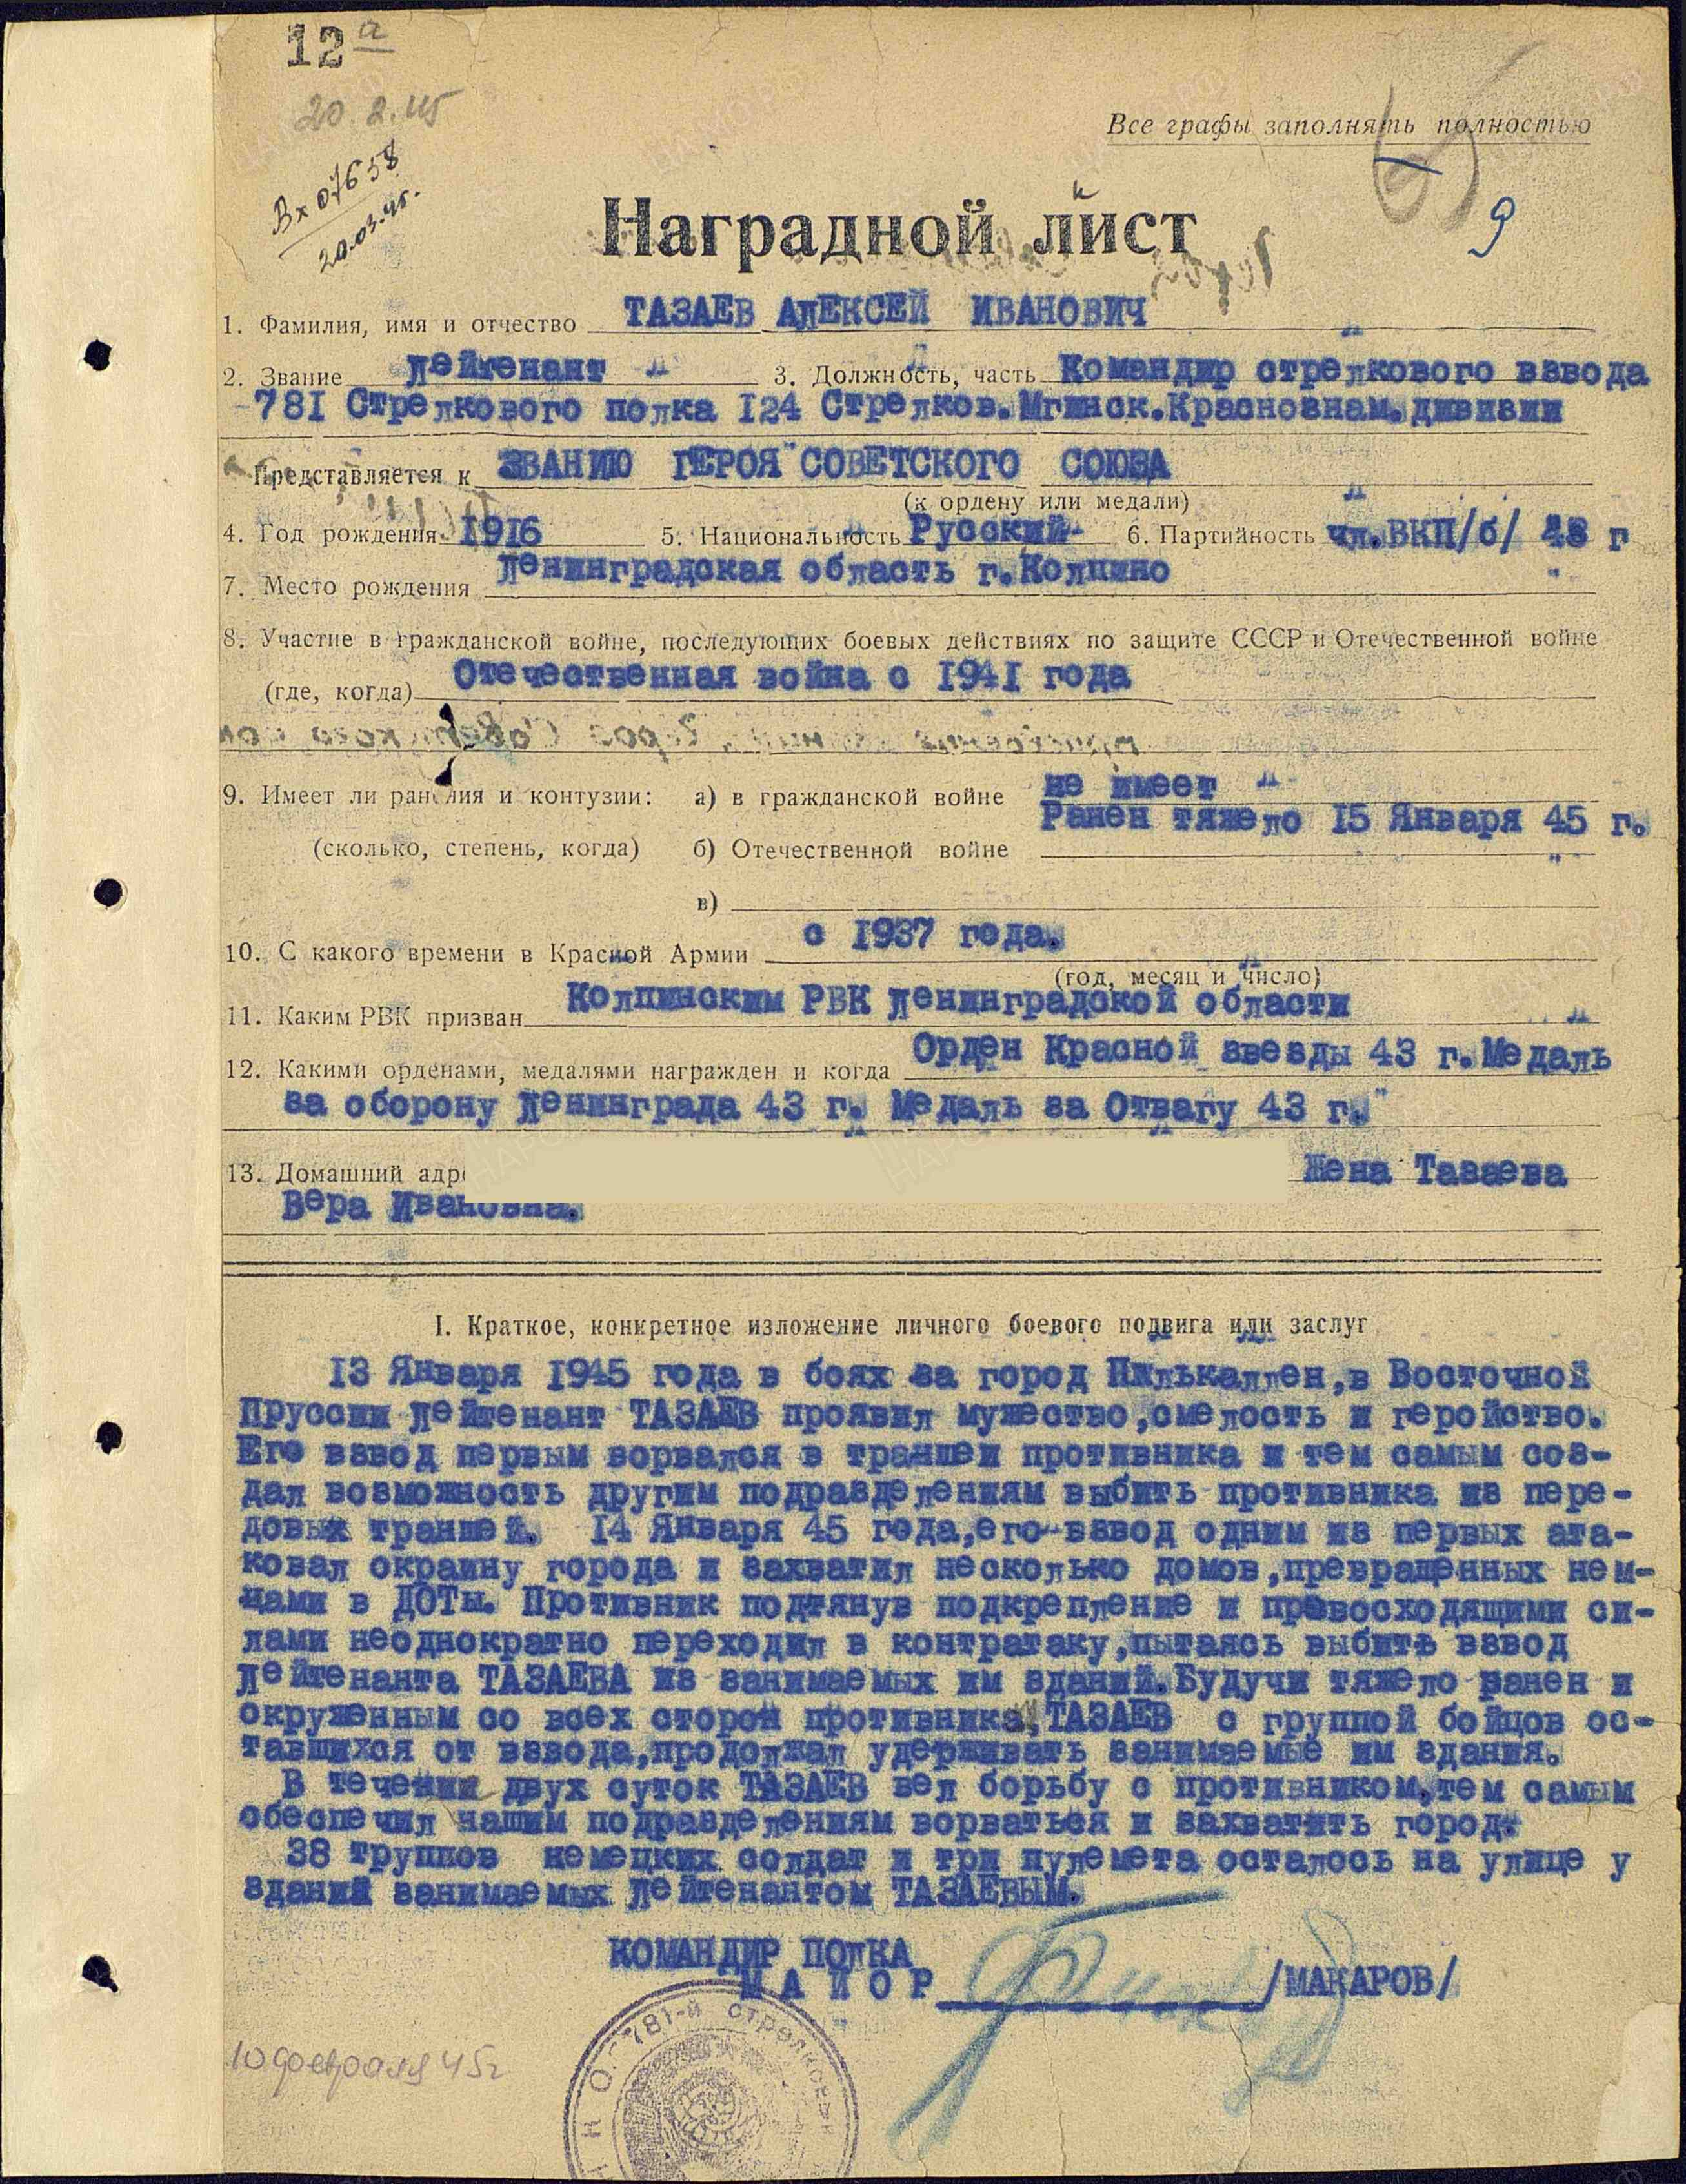 12 а
20.2.45
Вх 07658
20.03.45.
Все графы заполнять полностью
9
Наградной лист
1. Фамилия, имя и отчество ТАЗАЕВ АЛЕКСЕЙ ИВАНОВИЧ
2. Звание Лейтенант " 3. Должность, часть Командир стрелкового взвода
781 Стрелкового полка 124 Стрелков.Мгинск.Краснознам.дивизии
Представляется к ЗВАНИЮ ГЕРОЯ СОВЕТСКОГО СОЮЗА
(к ордену или медали)
4. Год рождения 1916 5. Национальность Русский 6. Партийность чл.ВКП/б/ 43 г
7. Место рождения Ленинградская область г.Колпино
8. Участие в гражданской войне, последующих боевых действиях по защите СССР и Отечественной войне
(где, когда) Отечественная война с 1941 года
9. Имеет ли ранения и контузии: а) в гражданской войне не имеет "
Ранен тяжело 15 Января 45 г.
(сколько, степень, когда) б) Отечественной войне
в)
10. С какого времени в Красной Армии с 1937 года.
(год, месяц и число)
11. Каким РВК призван Колпинским РВК Ленинградской области
12. Какими орденами, медалями награжден и когда Орден Красной звезды 43 г.Медаль
за оборону Ленинграда 43 г. Медаль за Отвагу 43 г.
13. Домашний адре Жена Тазаева
Вера Ивановна.
I. Краткое, конкретное изложение личного боевого подвига или заслуг
13 Января 1945 года в боях за город Пилькаллен,в Восточной
Пруссии Лейтенант ТАЗАЕВ проявил мужество,смелость и геройство.
Его взвод первым ворвался в траншеи противника и тем самым соз-
дал возможность другим подразделениям выбить противника из пере-
довых траншей. 14 Января 45 года,его взвод одним из первых ата-
ковал окраину города и захватил несколько домов,превращенных нем-
цами в ДОТы. Противник подтянув подкрепление и превосходящими си-
лами неоднократно переходил в контратаку,пытаясь выбить взвод
Лейтенанта ТАЗАЕВА из занимаемых им зданий.Будучи тяжело ранен и
окруженным со всех сторон противника, ТАЗАЕВ с группой бойцов ос-
тавшихся от взвода,продолжал удерживать занимаемые им здания.
В течении двух суток ТАЗАЕВ вел борьбу с противником,тем самым
обеспечил нашим подразделениям ворваться и захватить город.
38 труппов немецких солдат и три пулемета осталось на улице у
зданий занимаемых Лейтенантом ТАЗАЕВЫМ.
КОМАНДИР ПОЛКА
МАЙОР /МАКАРОВ/
781-й стрелковый
Н.К.О.
10 февраля 45г